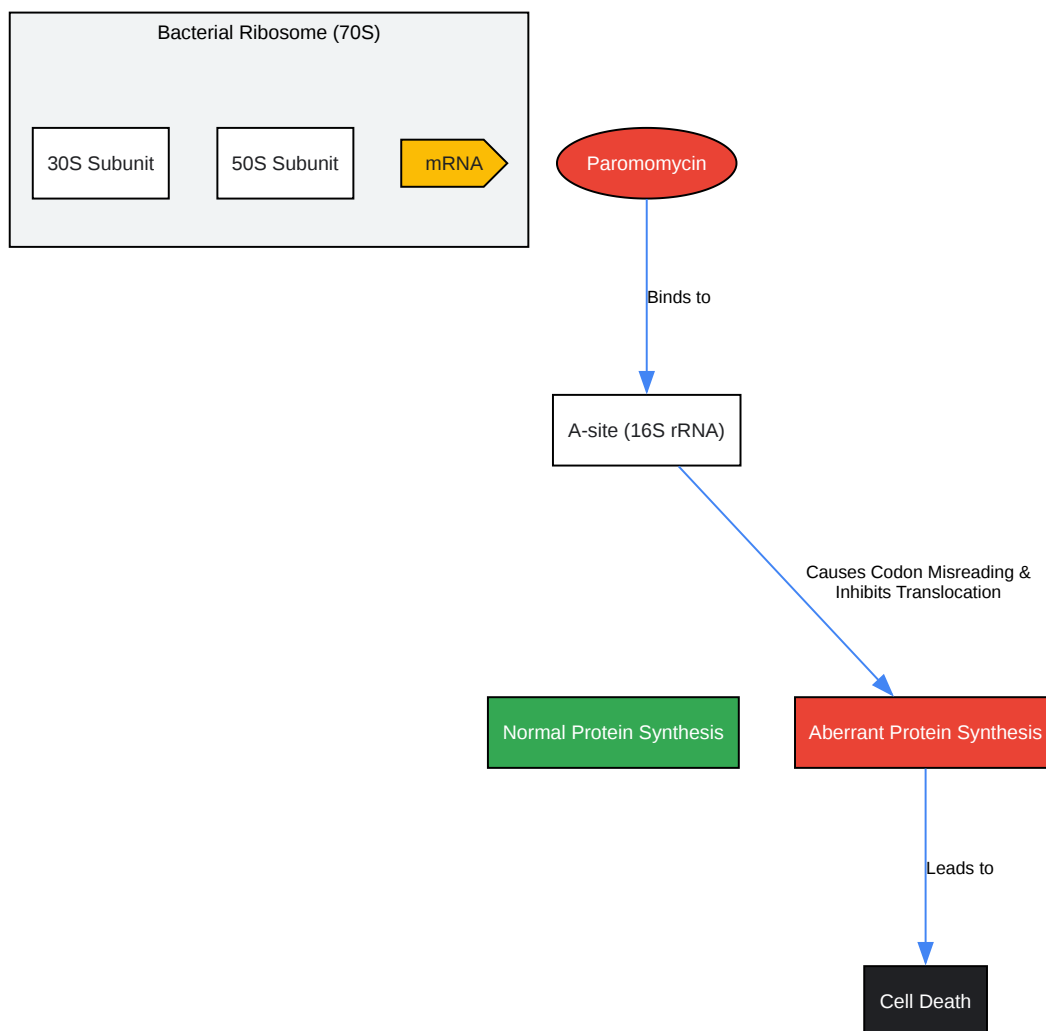 Bacterial Ribosome (70S)
30S Subunit
50S Subunit
mRNA
Paromomycin
Binds to
A-site (16S rRNA)
Causes Codon Misreading &
Inhibits Translocation
Normal Protein Synthesis
Aberrant Protein Synthesis
Leads to
Cell Death